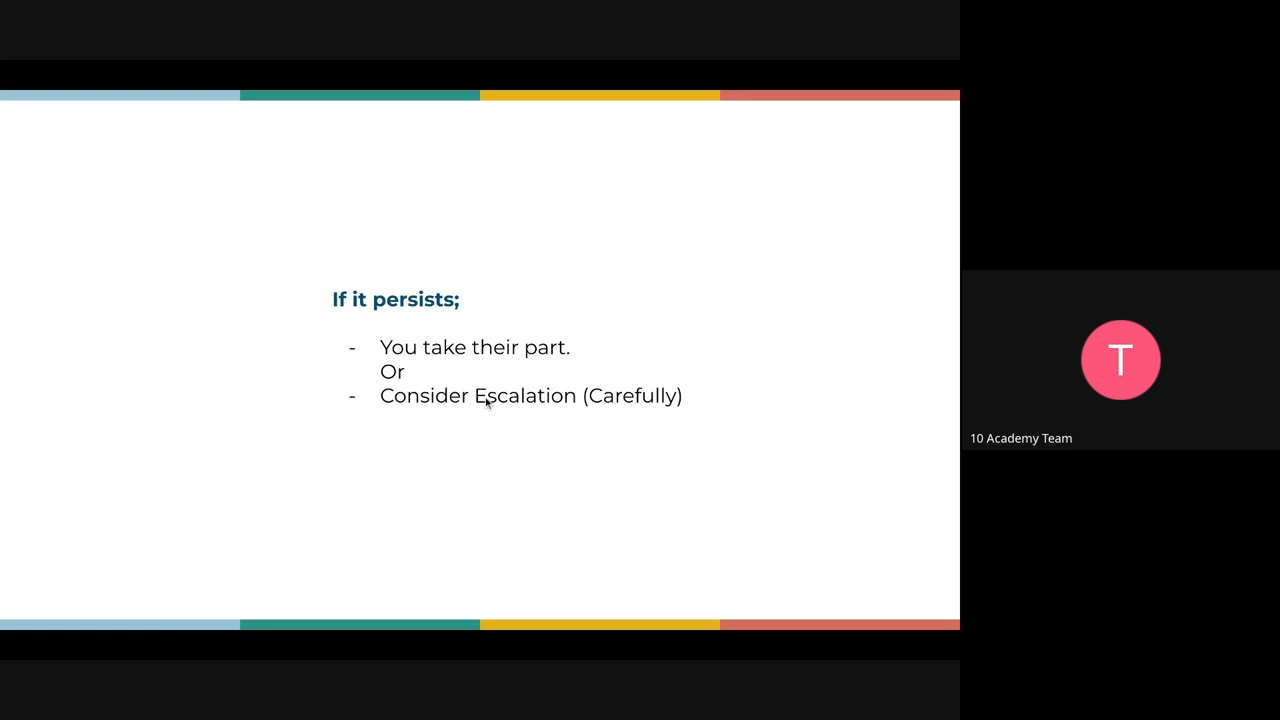 If it persists;
- You take their part.
Or
- Consider Escalation (Carefully)
T
10 Academy Team